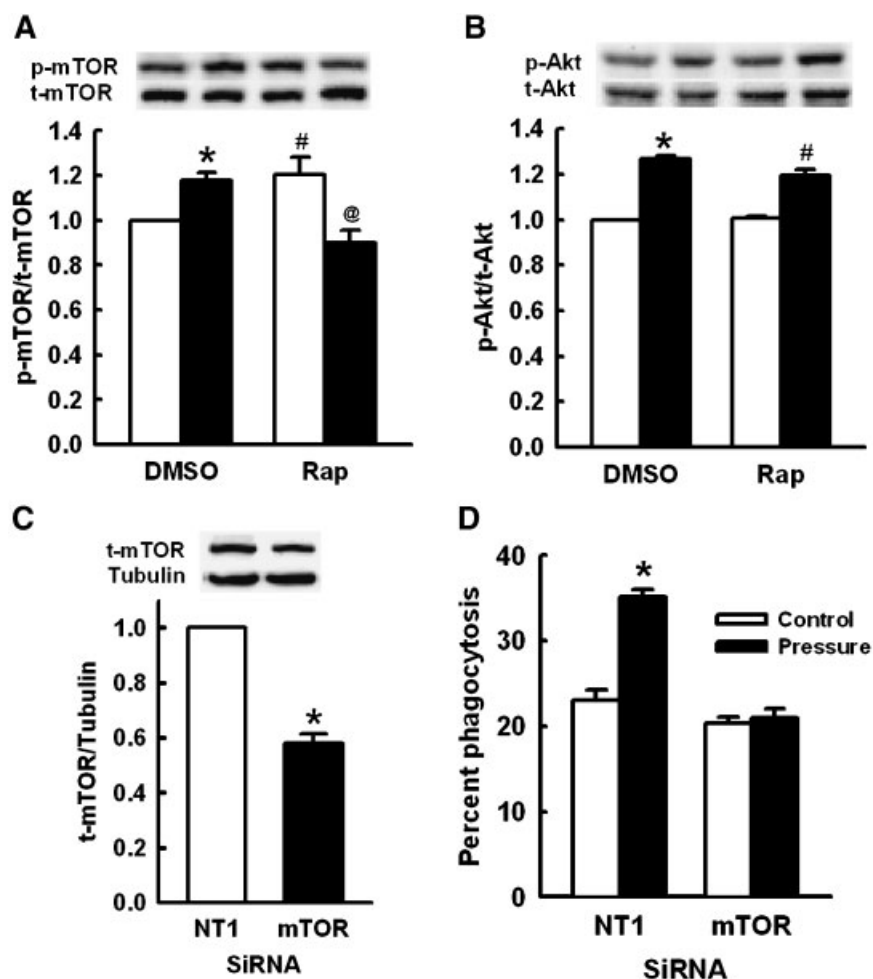 A
p-mTOR
t-mTOR
1.4
1.2
1.0
0.8
0.6
0.4
0.2
0.0
p-mTOR/t-mTOR
*
#
@
DMSO Rap
B
p-Akt
t-Akt
1.4
1.2
1.0
0.8
0.6
0.4
0.2
0.0
p-Akt/t-Akt
*
#
DMSO Rap
C
t-mTOR
Tubulin
1.0
0.8
0.6
0.4
0.2
0.0
t-mTOR/Tubulin
*
NT1 mTOR
SiRNA
D
40
30
20
10
0
Percent phagocytosis
*
Control
Pressure
NT1 mTOR
SiRNA